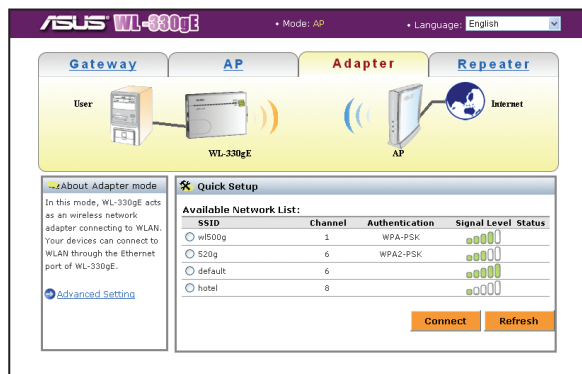 ASUS WL-330gE • Mode: AP • Language: English
Gateway AP Adapter Repeater
User
Internet
WL-330gE
AP
About Adapter mode
In this mode, WL-330gE acts
as an wireless network
adapter connecting to WLAN.
Your devices can connect to
WLAN through the Ethernet
port of WL-330gE.
Advanced Setting
Quick Setup
Available Network List:
SSID Channel Authentication Signal Level Status
wl500g 1 WPA-PSK
520g 6 WPA2-PSK
default 6
hotel 8
Connect Refresh